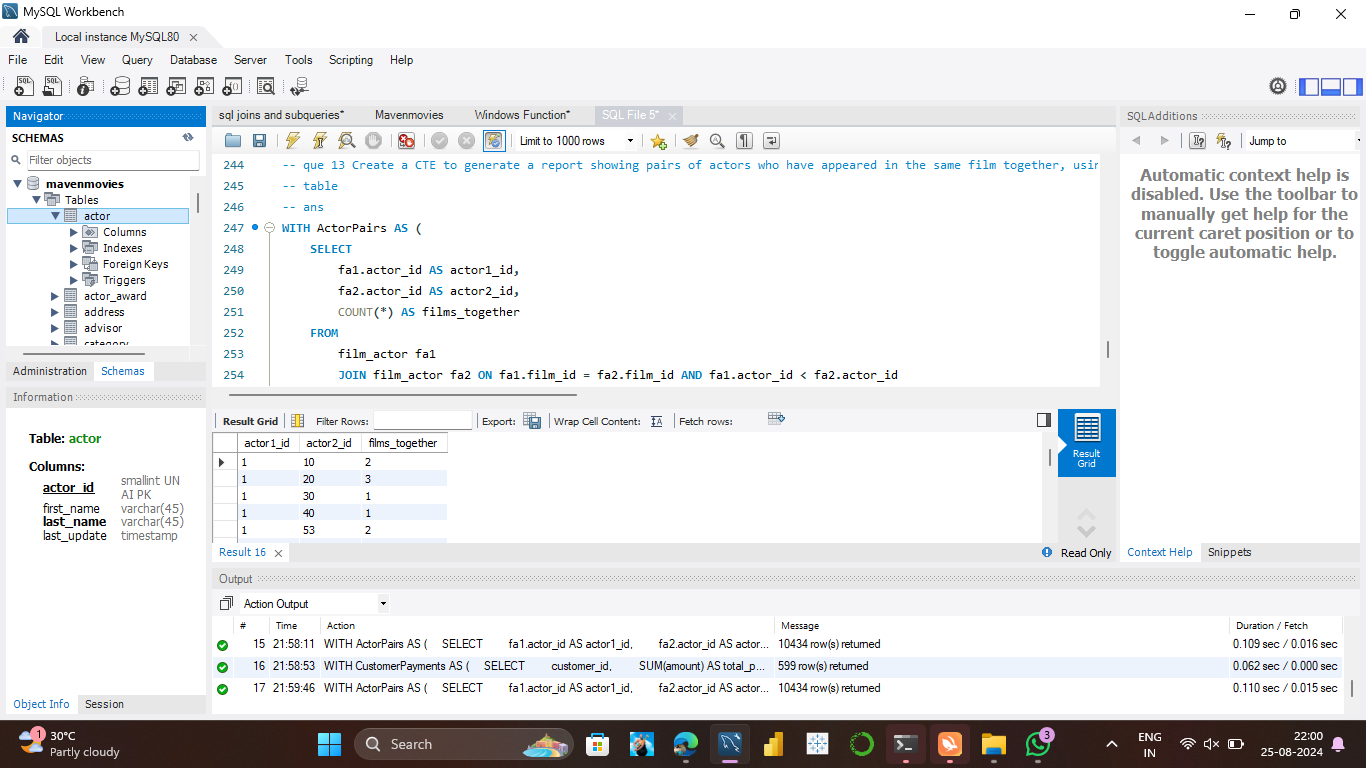 MySQL Workbench
Local instance MySQL80
File Edit View Query Database Server Tools Scripting Help
Navigator
SCHEMAS
Filter objects
mavenmovies
Tables
actor
Columns
Indexes
Foreign Keys
Triggers
actor_award
address
advisor
category
Administration Schemas
Information
Table: actor
Columns:
actor_id smallint UN
AI PK
first_name varchar(45)
last_name varchar(45)
last_update timestamp
Object Info Session
sql joins and subqueries* Mavenmovies Windows Function* SQL File 5*
Limit to 1000 rows
244 -- que 13 Create a CTE to generate a report showing pairs of actors who have appeared in the same film together, usin
245 -- table
246 -- ans
247 WITH ActorPairs AS (
248 SELECT
249 fa1.actor_id AS actor1_id,
250 fa2.actor_id AS actor2_id,
251 COUNT(*) AS films_together
252 FROM
253 film_actor fa1
254 JOIN film_actor fa2 ON fa1.film_id = fa2.film_id AND fa1.actor_id < fa2.actor_id
Result Grid Filter Rows: Export: Wrap Cell Content: Fetch rows:
actor1_id actor2_id films_together
1 10 2
1 20 3
1 30 1
1 40 1
1 53 2
Result Grid
Result 16
Read Only
Output
Action Output
# Time Action Message Duration / Fetch
15 21:58:11 WITH ActorPairs AS ( SELECT fa1.actor_id AS actor1_id, fa2.actor_id AS actor... 10434 row(s) returned 0.109 sec / 0.016 sec
16 21:58:53 WITH CustomerPayments AS ( SELECT customer_id, SUM(amount) AS total_p... 599 row(s) returned 0.062 sec / 0.000 sec
17 21:59:46 WITH ActorPairs AS ( SELECT fa1.actor_id AS actor1_id, fa2.actor_id AS actor... 10434 row(s) returned 0.110 sec / 0.015 sec
SQLAdditions
Jump to
Automatic context help is
disabled. Use the toolbar to
manually get help for the
current caret position or to
toggle automatic help.
Context Help Snippets
1
30°C
Partly cloudy
Search
3
ENG
IN
22:00
25-08-2024